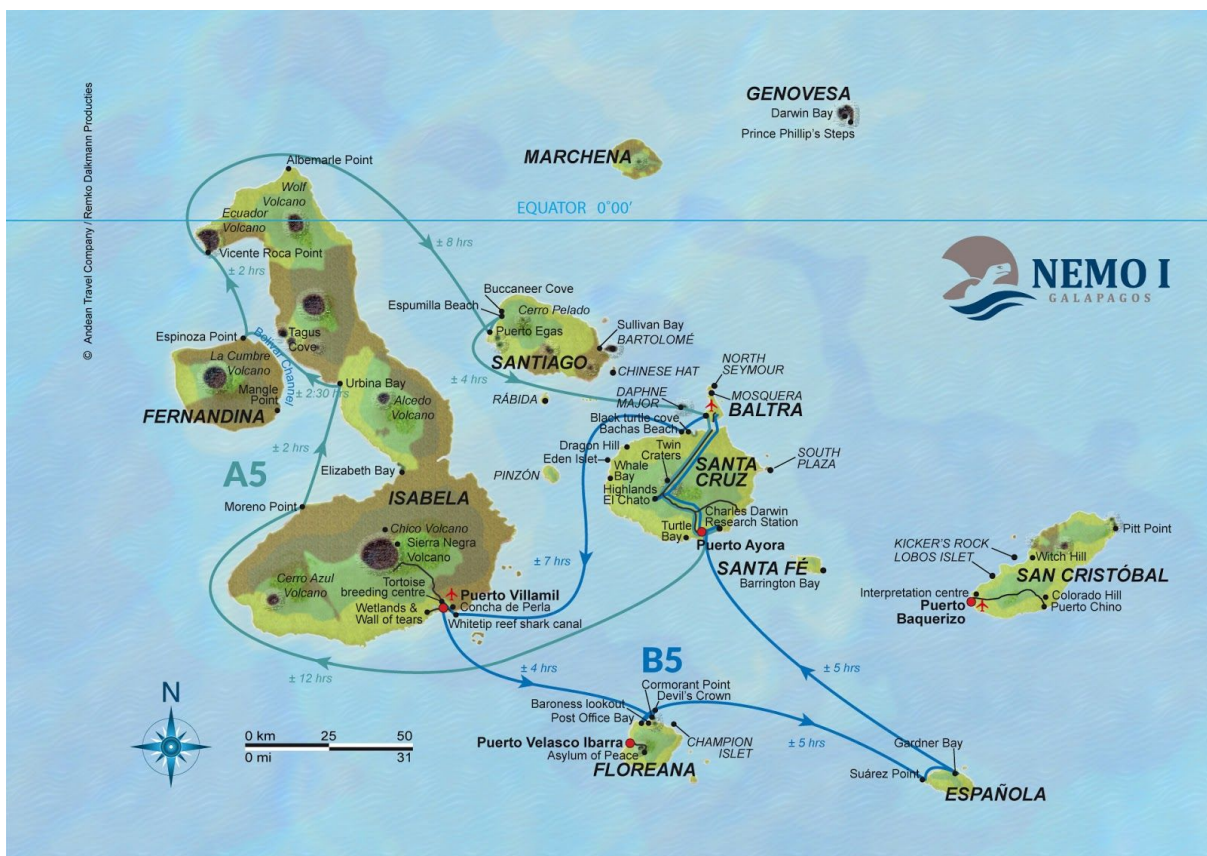 © Andean Travel Company / Remko Dalkmann Producties
GENOVESA
Darwin Bay
Prince Phillip's Steps
MARCHENA
Albemarle Point
Wolf
Volcano
Ecuador
Volcano
EQUATOR 0°00'
Vicente Roca Point
± 2 hrs
± 8 hrs
NEMO I
GALAPAGOS
Buccaneer Cove
Espumilla Beach
Cerro Pelado
Puerto Egas
SANTIAGO
Sullivan Bay
BARTOLOMÉ
CHINESE HAT
Espinoza Point
Bolivar Channel
Tagus
Cove
La Cumbre
Volcano
Mangle
Point
FERNANDINA
± 2:30 hrs
Urbina Bay
Alcedo
Volcano
± 4 hrs
RÁBIDA
NORTH
SEYMOUR
MOSQUERA
DAPHNE
MAJOR
BALTRA
Black turtle cove
Bachas Beach
± 2 hrs
A5
Elizabeth Bay
ISABELA
Moreno Point
PINZÓN
Dragon Hill
Eden Islet
Whale
Bay
Twin
Craters
Highlands
El Chato
SANTA
CRUZ
SOUTH
PLAZA
Charles Darwin
Research Station
Turtle
Bay
Puerto Ayora
SANTA FÉ
Barrington Bay
Pitt Point
KICKER'S ROCK
LOBOS ISLET
Witch Hill
SAN CRISTÓBAL
Interpretation centre
Puerto
Baquerizo
Colorado Hill
Puerto Chino
Chico Volcano
Sierra Negra
Volcano
Cerro Azul
Volcano
Tortoise
breeding centre
Puerto Villamil
Wetlands &
Wall of tears
Concha de Perla
Whitetip reef shark canal
± 7 hrs
± 12 hrs
± 4 hrs
B5
± 5 hrs
Cormorant Point
Devil's Crown
Baroness lookout
Post Office Bay
Puerto Velasco Ibarra
Asylum of Peace
CHAMPION
ISLET
FLOREANA
± 5 hrs
Gardner Bay
Suárez Point
ESPAÑOLA
N
0 km 25 50
0 mi 31